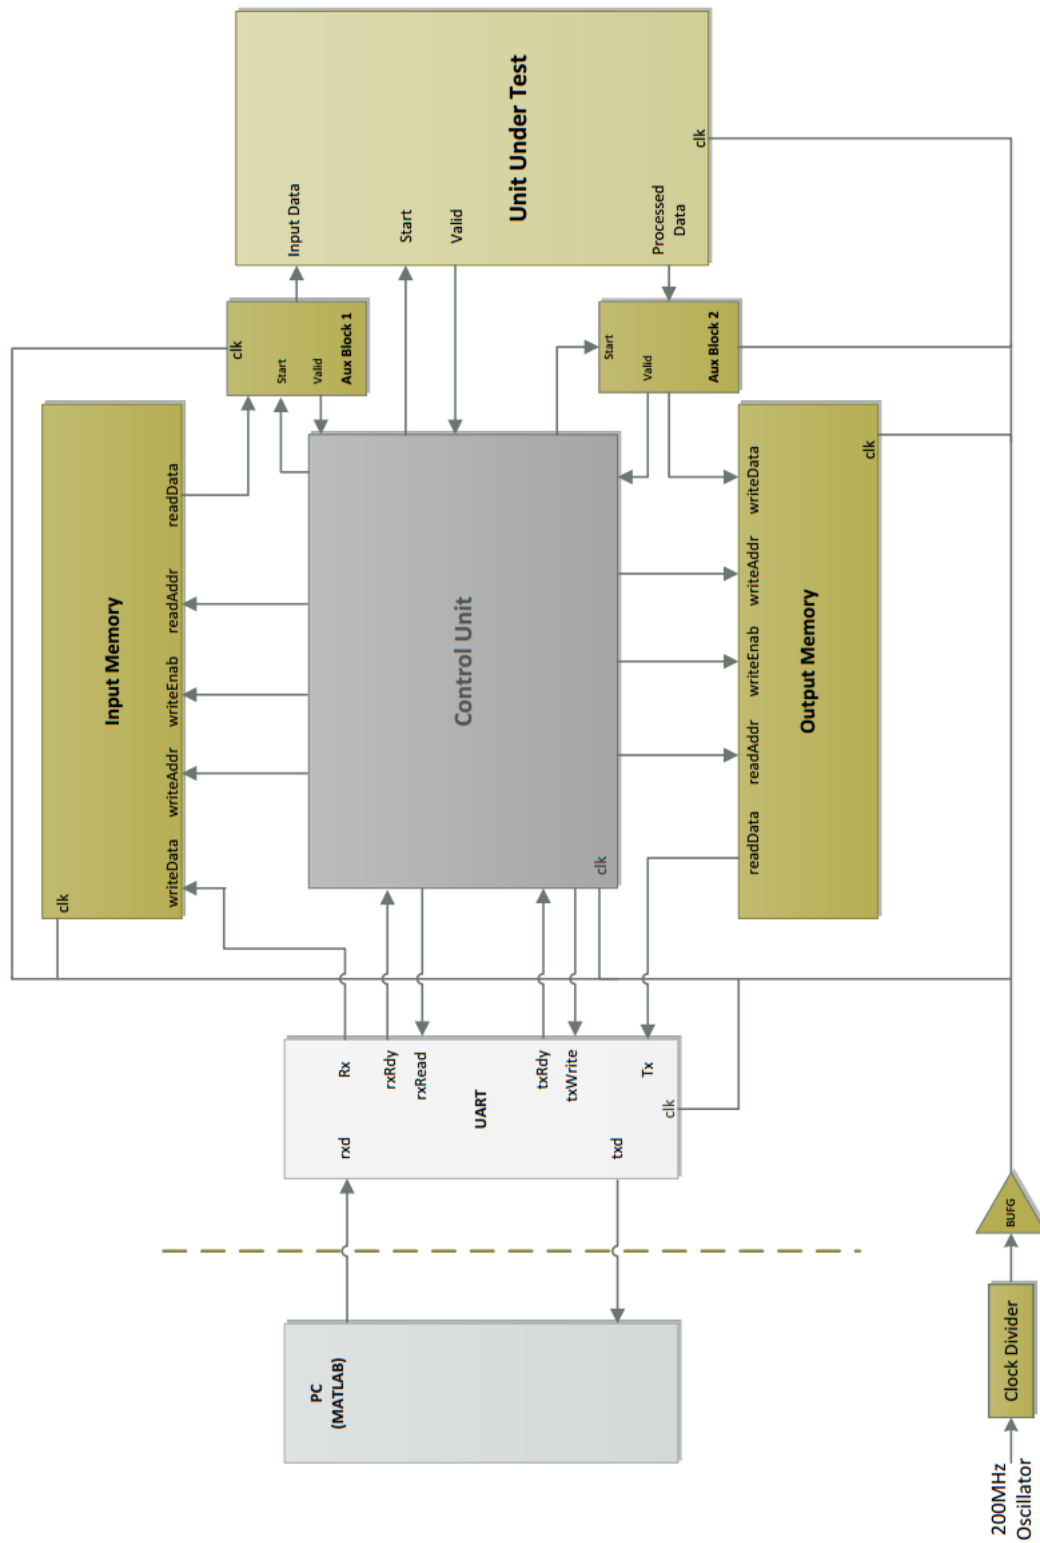 PC
(MATLAB)
rxd
txd
UART
Rx
rxRdy
rxRead
txRdy
txWrite
Tx
clk
Input Memory
clk
writeData
writeAddr
writeEnab
readAddr
readData
Control Unit
clk
Output Memory
readData
readAddr
writeEnab
writeAddr
writeData
clk
Aux Block 1
clk
Start
Valid
Aux Block 2
Start
Valid
Unit Under Test
Input Data
Start
Valid
Processed
Data
clk
200MHz
Oscillator
Clock Divider
BUFG